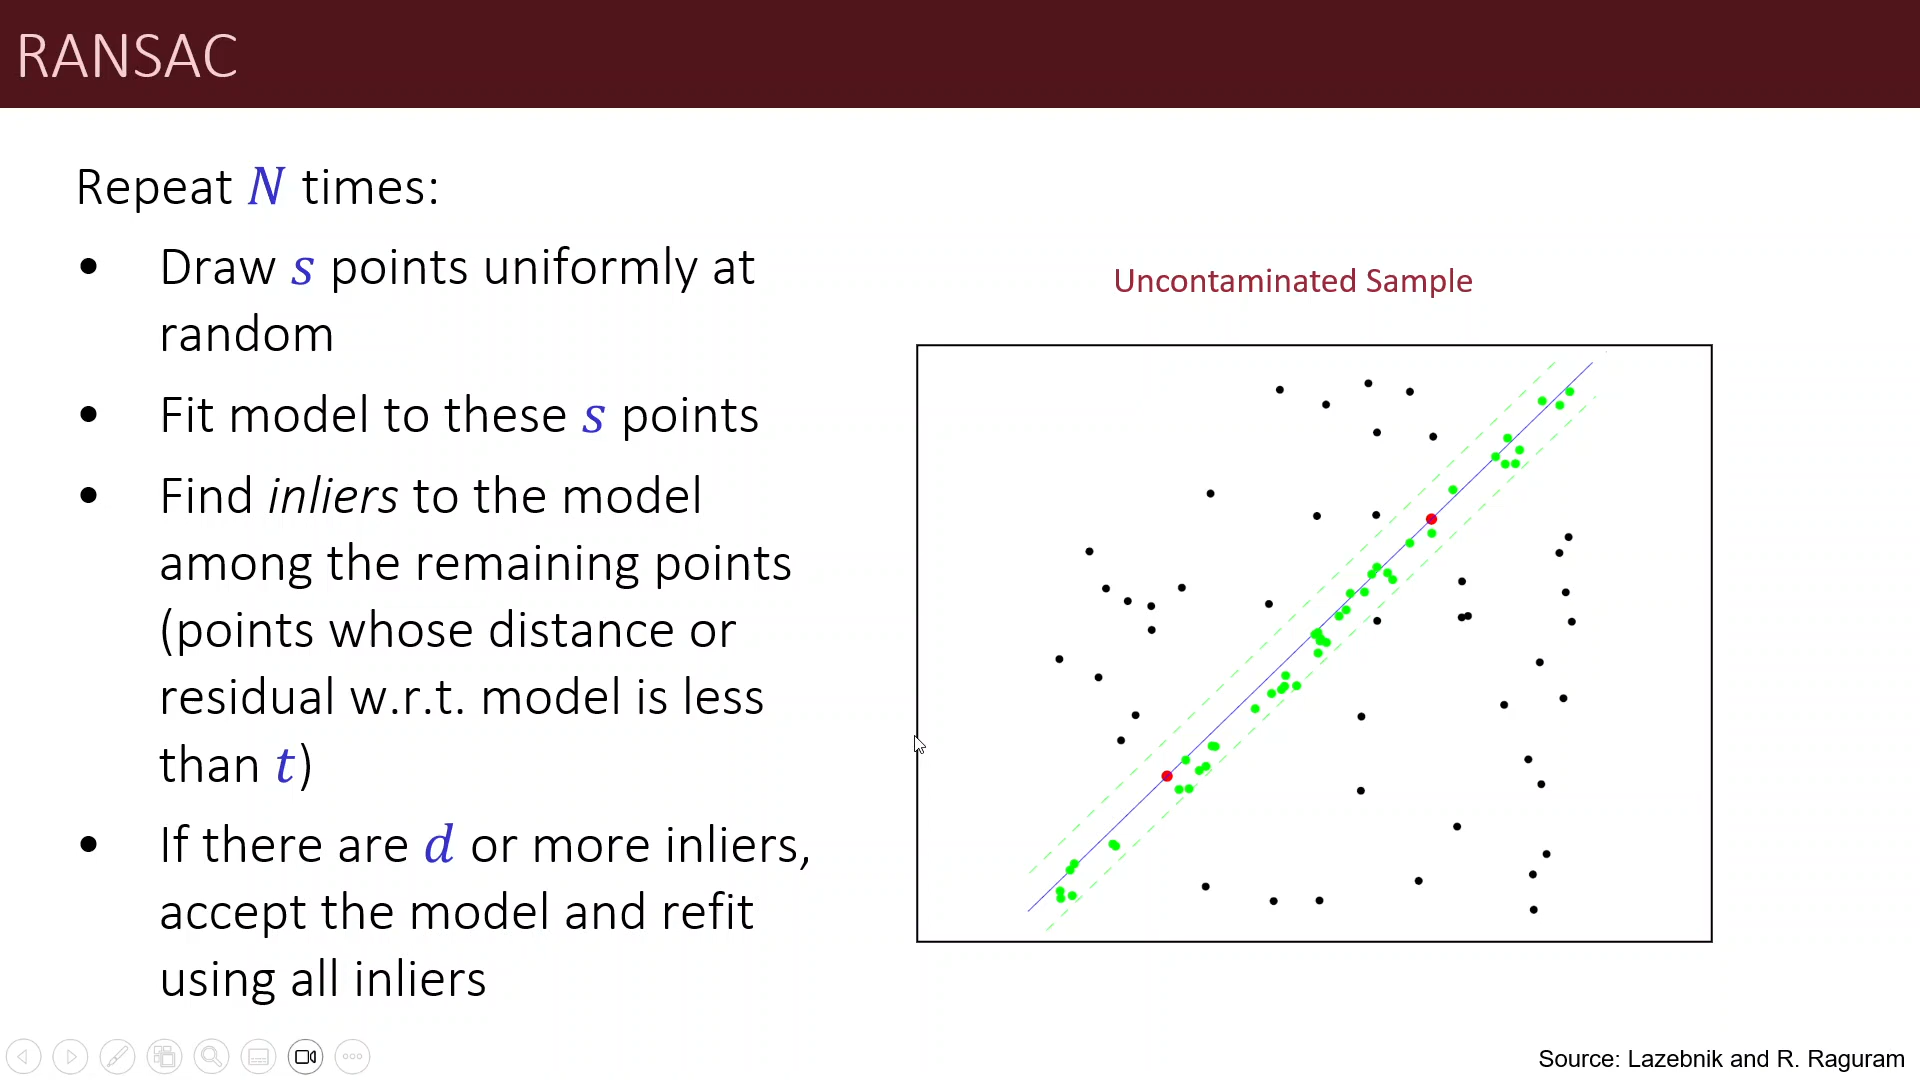 RANSAC
Repeat N times:
• Draw s points uniformly at
random
• Fit model to these s points
• Find inliers to the model
among the remaining points
(points whose distance or
residual w.r.t. model is less
than t)
• If there are d or more inliers,
accept the model and refit
using all inliers
Uncontaminated Sample
Source: Lazebnik and R. Raguram